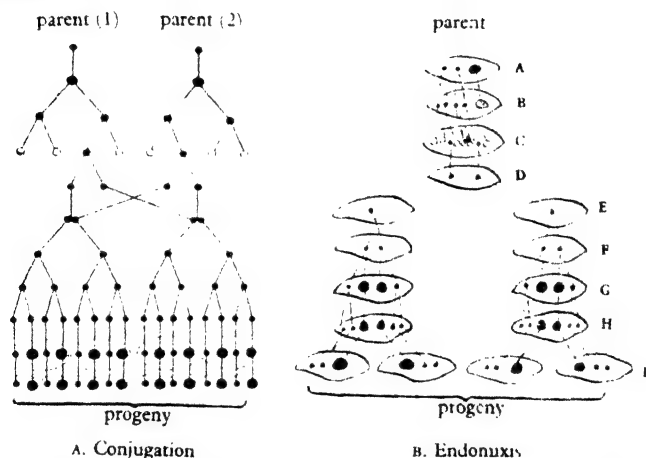 parent (1) parent (2)
parent
A
B
C
D
E
F
G
H
I
progeny
progeny
A. Conjugation
B. Endomixis